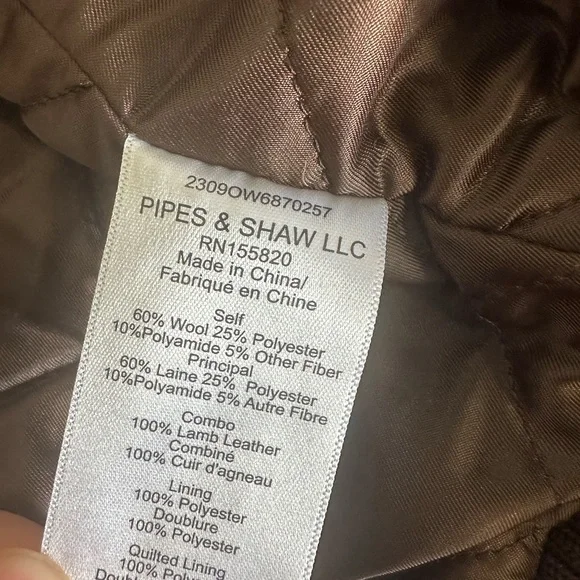 2309OW6870257
PIPES & SHAW LLC
RN155820
Made in China/
Fabriqué en Chine
Self
60% Wool 25% Polyester
10%Polyamide 5% Other Fiber
Principal
60% Laine 25% Polyester
10%Polyamide 5% Autre Fibre
Combo
100% Lamb Leather
Combiné
100% Cuir d'agneau
Lining
100% Polyester
Doublure
100% Polyester
Quilted Lining
100% Polyester